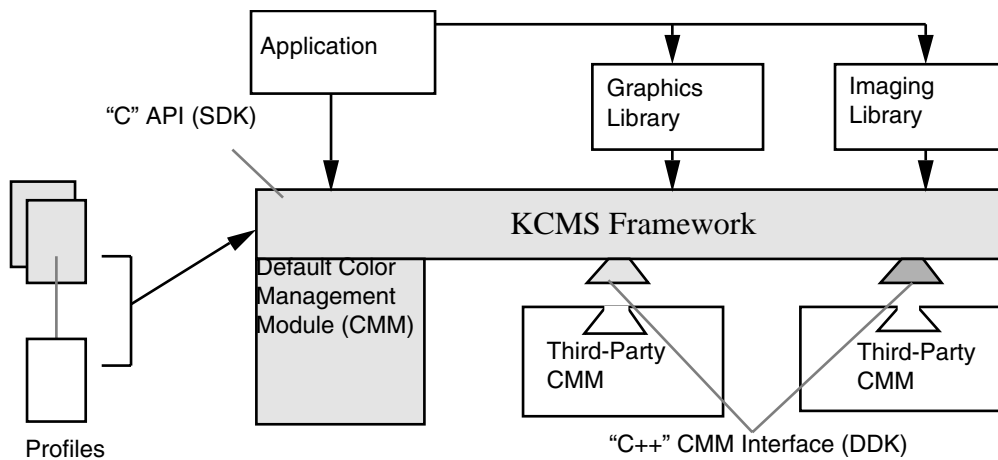 Application
Graphics
Library
Imaging
Library
“C” API (SDK)
KCMS Framework
Default Color
Management
Module (CMM)
Third-Party
CMM
Third-Party
CMM
Profiles
“C++” CMM Interface (DDK)